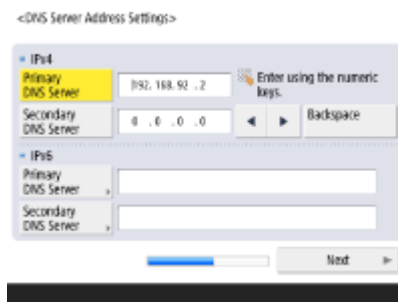 <DNS Server Address Settings>
IPv4
Primary
DNS Server
192. 168. 92 .2
Enter using the numeric
keys.
Secondary
DNS Server
0 .0 .0 .0
Backspace
IPv6
Primary
DNS Server
Secondary
DNS Server
Next